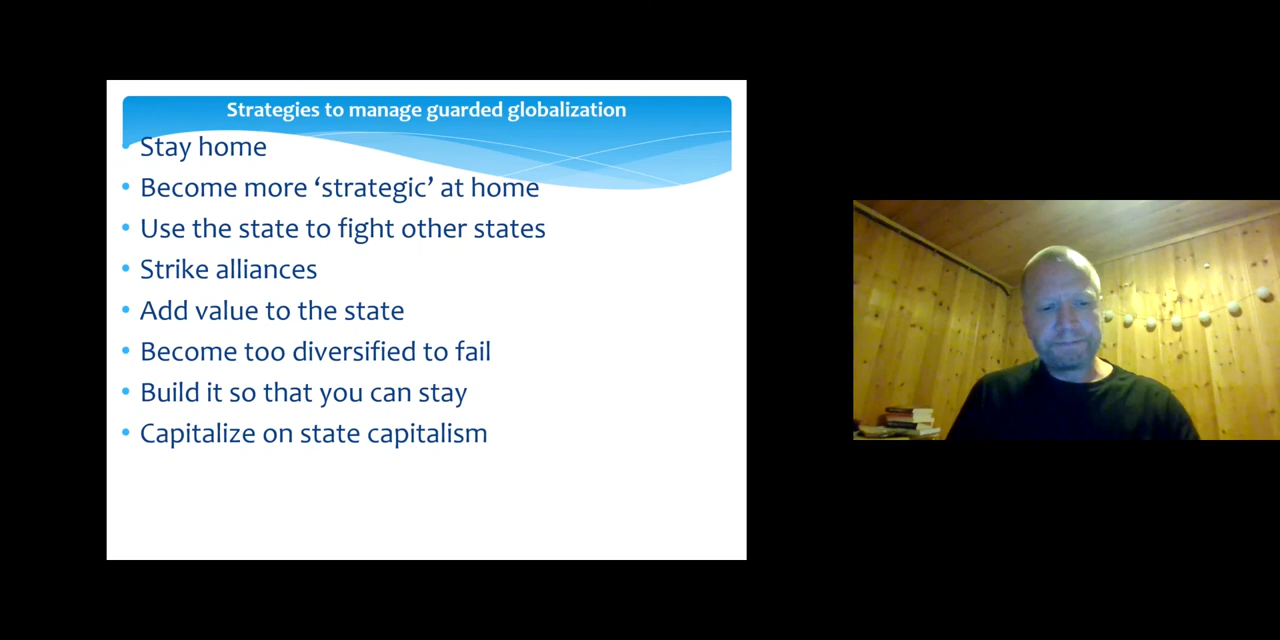 Strategies to manage guarded globalization
• Stay home
• Become more ‘strategic’ at home
• Use the state to fight other states
• Strike alliances
• Add value to the state
• Become too diversified to fail
• Build it so that you can stay
• Capitalize on state capitalism